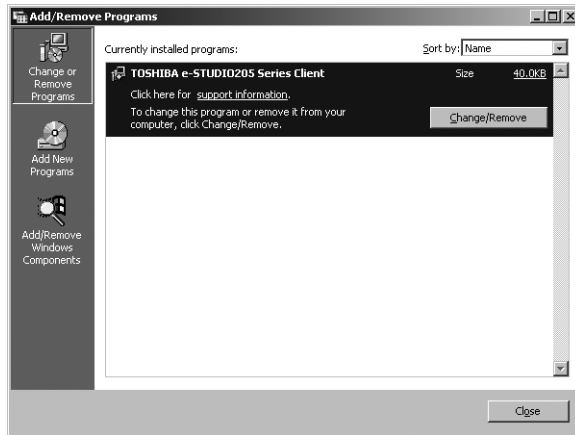 Add/Remove Programs
Change or
Remove
Programs
Add New
Programs
Add/Remove
Windows
Components
Currently installed programs:
Sort by: Name
TOSHIBA e-STUDIO205 Series Client
Size 40.0KB
Click here for support information.
To change this program or remove it from your
computer, click Change/Remove.
Change/Remove
Close